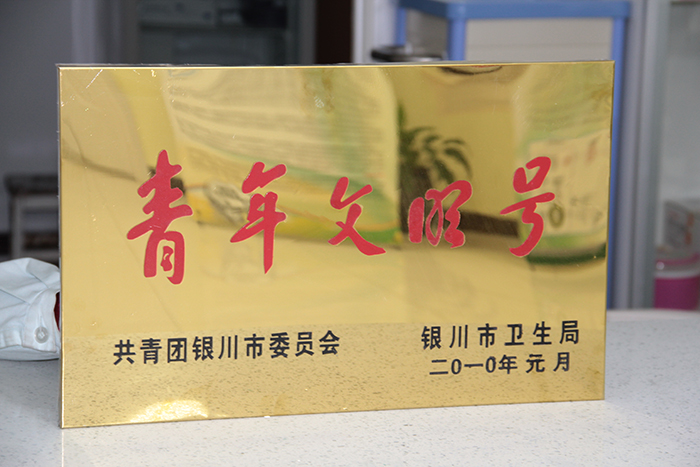 青年文明号
共青团银川市委员会
银川市卫生局
二0一0年元月